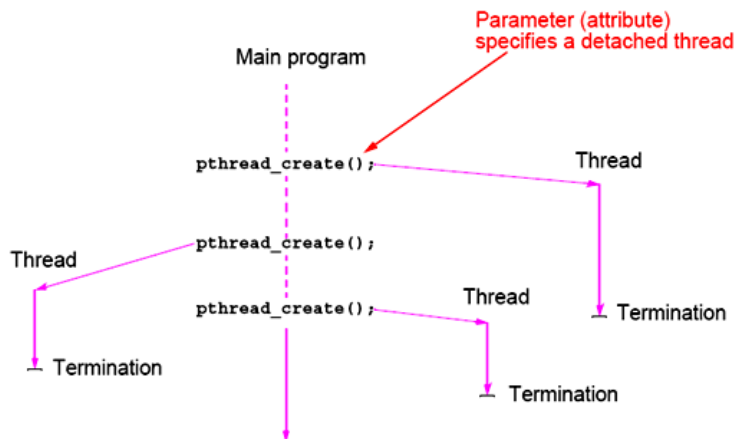 Parameter (attribute)
specifies a detached thread
Main program
pthread_create();
Thread
pthread_create();
Thread
pthread_create();
Thread
Termination
Termination
Termination